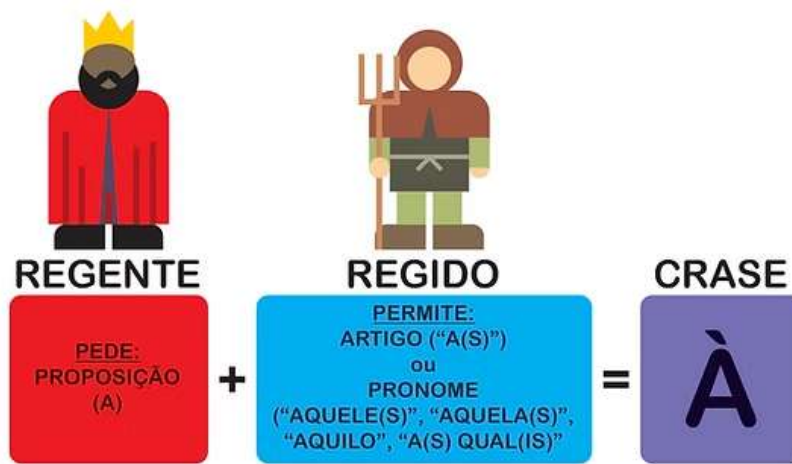 REGENTE
PEDE:
PROPOSIÇÃO
(A)
+
REGIDO
PERMITE:
ARTIGO (“A(S)”)
ou
PRONOME
(“AQUELE(S)”, “AQUELA(S)”,
“AQUILO”, “A(S) QUAL(IS)”
=
CRASE
À